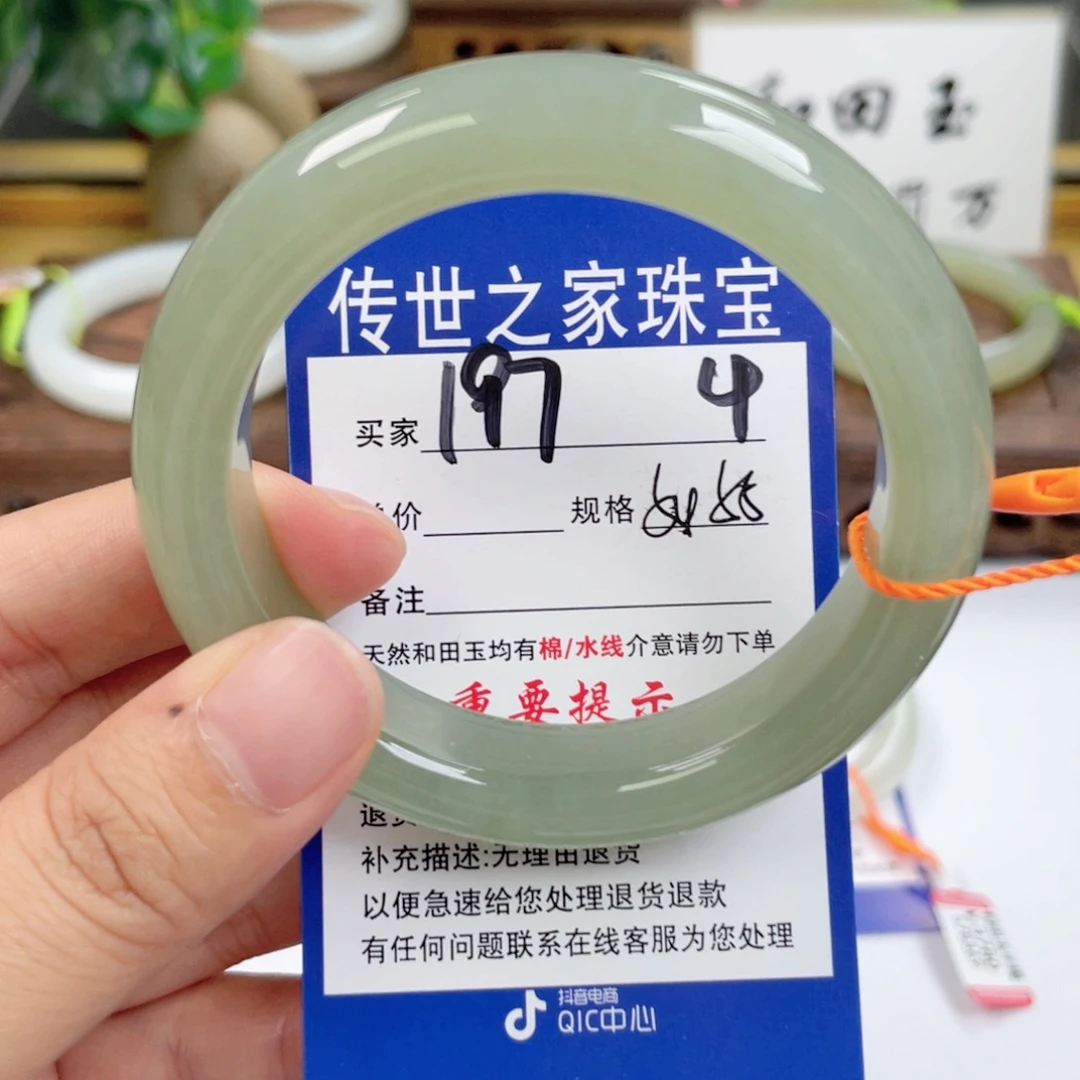 田玉
万
传世之家珠宝
买家 197 4
价 规格
备注
天然和田玉均有棉/水线介意请勿下单
重要提示
退货
补充描述:无理由退货
以便急速给您处理退货退款
有任何问题联系在线客服为您处理
抖音电商
QIC中心